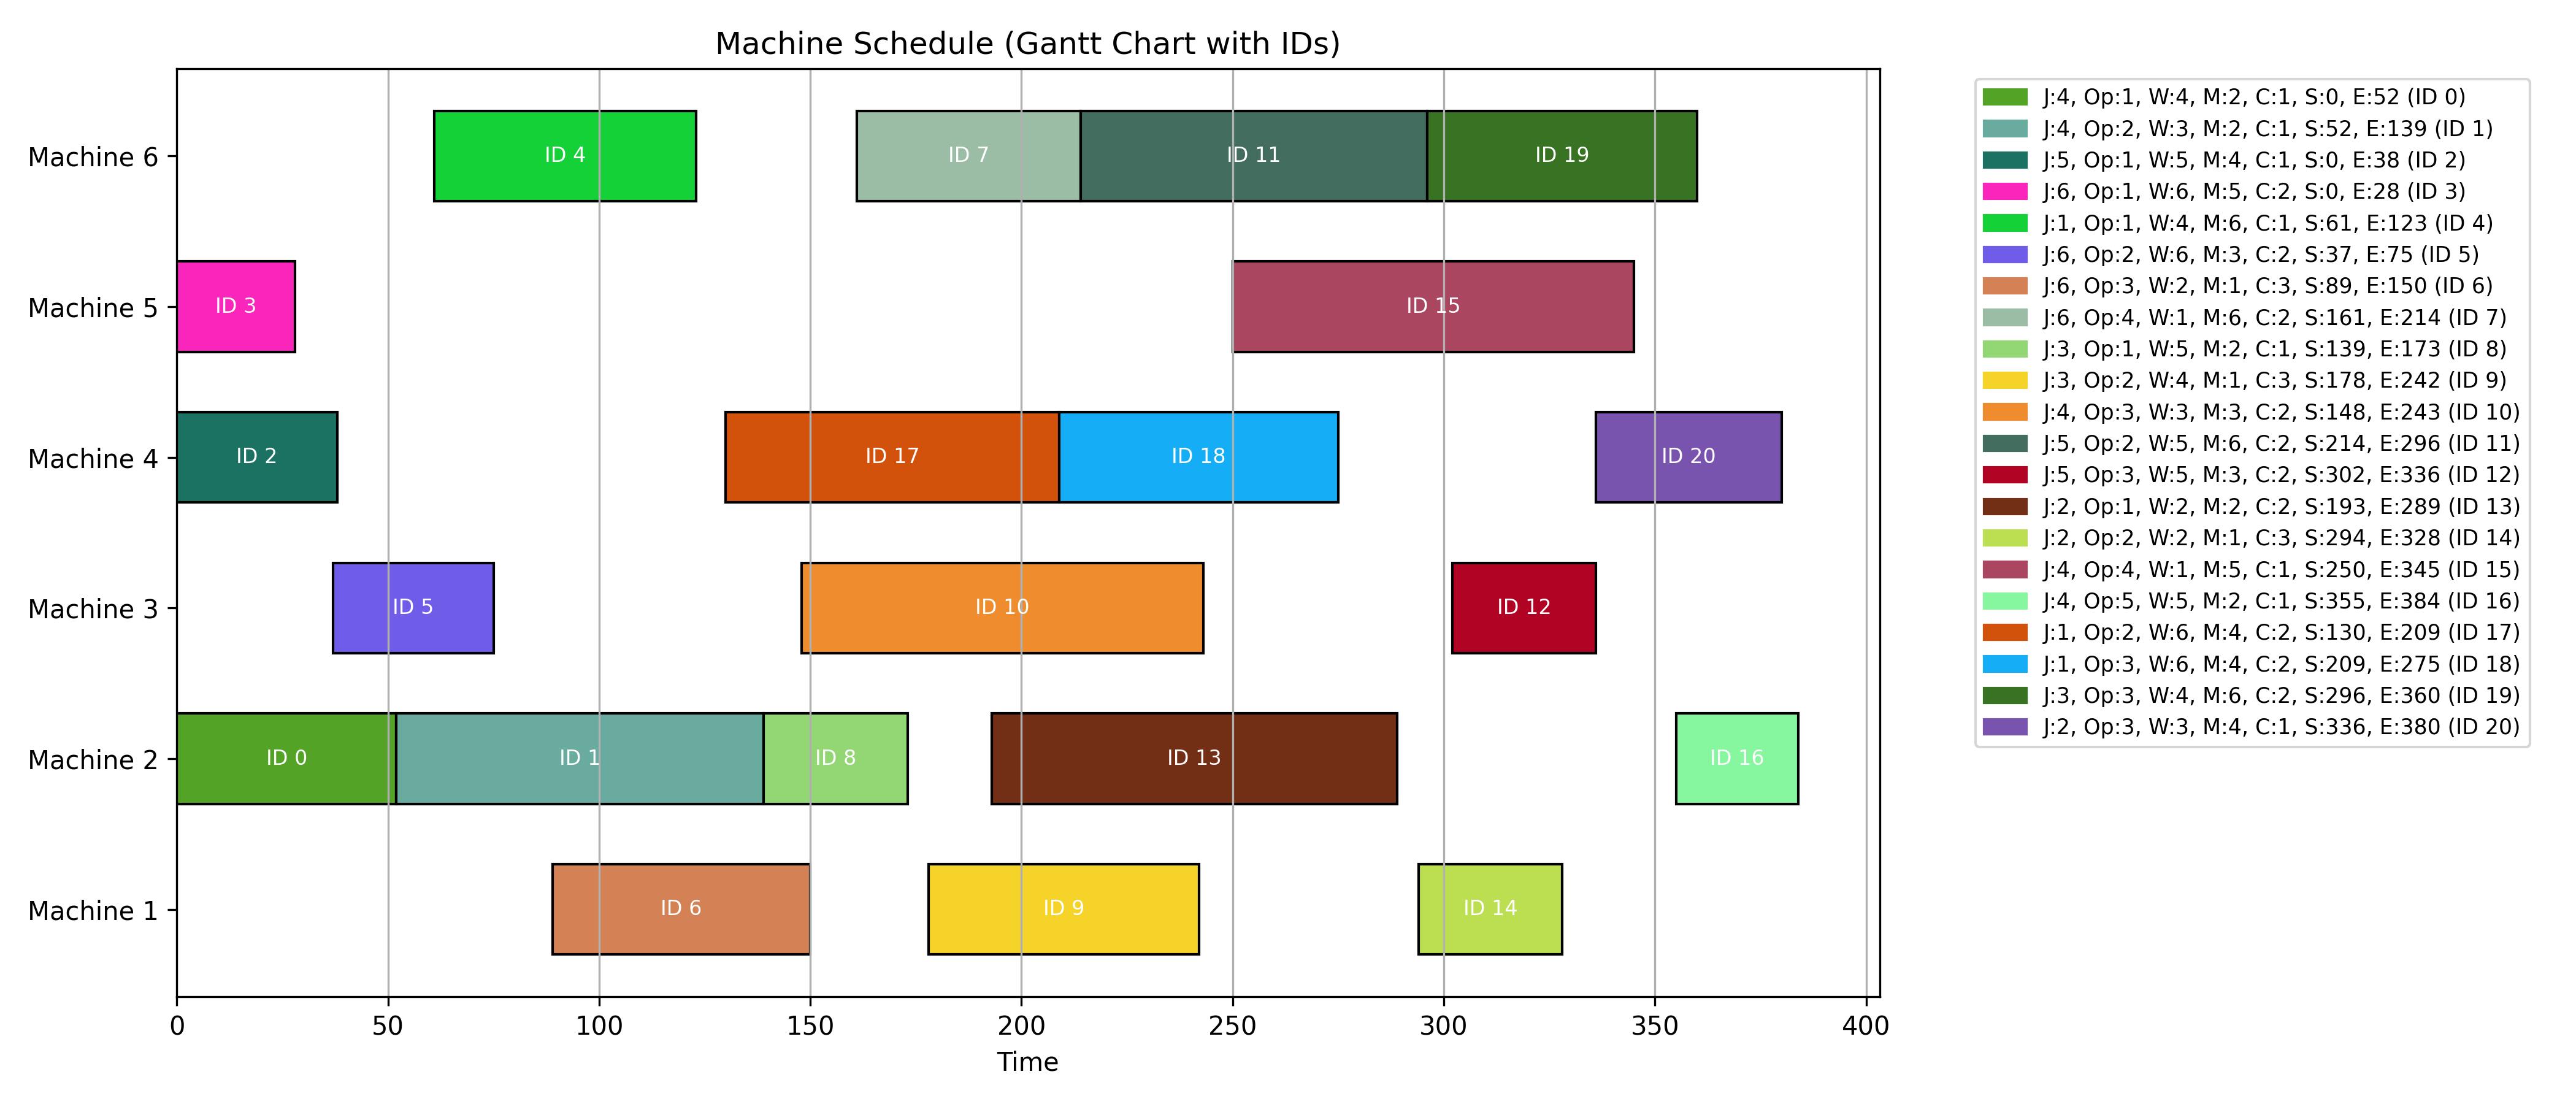 Machine Schedule (Gantt Chart with IDs)
Machine 6
ID 4
ID 7
ID 11
ID 19
Machine 5
ID 3
ID 15
Machine 4
ID 2
ID 17
ID 18
ID 20
Machine 3
ID 5
ID 10
ID 12
Machine 2
ID 0
ID 1
ID 8
ID 13
ID 16
Machine 1
ID 6
ID 9
ID 14
0 50 100 150 200 250 300 350 400
Time
J:4, Op:1, W:4, M:2, C:1, S:0, E:52 (ID 0)
J:4, Op:2, W:3, M:2, C:1, S:52, E:139 (ID 1)
J:5, Op:1, W:5, M:4, C:1, S:0, E:38 (ID 2)
J:6, Op:1, W:6, M:5, C:2, S:0, E:28 (ID 3)
J:1, Op:1, W:4, M:6, C:1, S:61, E:123 (ID 4)
J:6, Op:2, W:6, M:3, C:2, S:37, E:75 (ID 5)
J:6, Op:3, W:2, M:1, C:3, S:89, E:150 (ID 6)
J:6, Op:4, W:1, M:6, C:2, S:161, E:214 (ID 7)
J:3, Op:1, W:5, M:2, C:1, S:139, E:173 (ID 8)
J:3, Op:2, W:4, M:1, C:3, S:178, E:242 (ID 9)
J:4, Op:3, W:3, M:3, C:2, S:148, E:243 (ID 10)
J:5, Op:2, W:5, M:6, C:2, S:214, E:296 (ID 11)
J:5, Op:3, W:5, M:3, C:2, S:302, E:336 (ID 12)
J:2, Op:1, W:2, M:2, C:2, S:193, E:289 (ID 13)
J:2, Op:2, W:2, M:1, C:3, S:294, E:328 (ID 14)
J:4, Op:4, W:1, M:5, C:1, S:250, E:345 (ID 15)
J:4, Op:5, W:5, M:2, C:1, S:355, E:384 (ID 16)
J:1, Op:2, W:6, M:4, C:2, S:130, E:209 (ID 17)
J:1, Op:3, W:6, M:4, C:2, S:209, E:275 (ID 18)
J:3, Op:3, W:4, M:6, C:2, S:296, E:360 (ID 19)
J:2, Op:3, W:3, M:4, C:1, S:336, E:380 (ID 20)